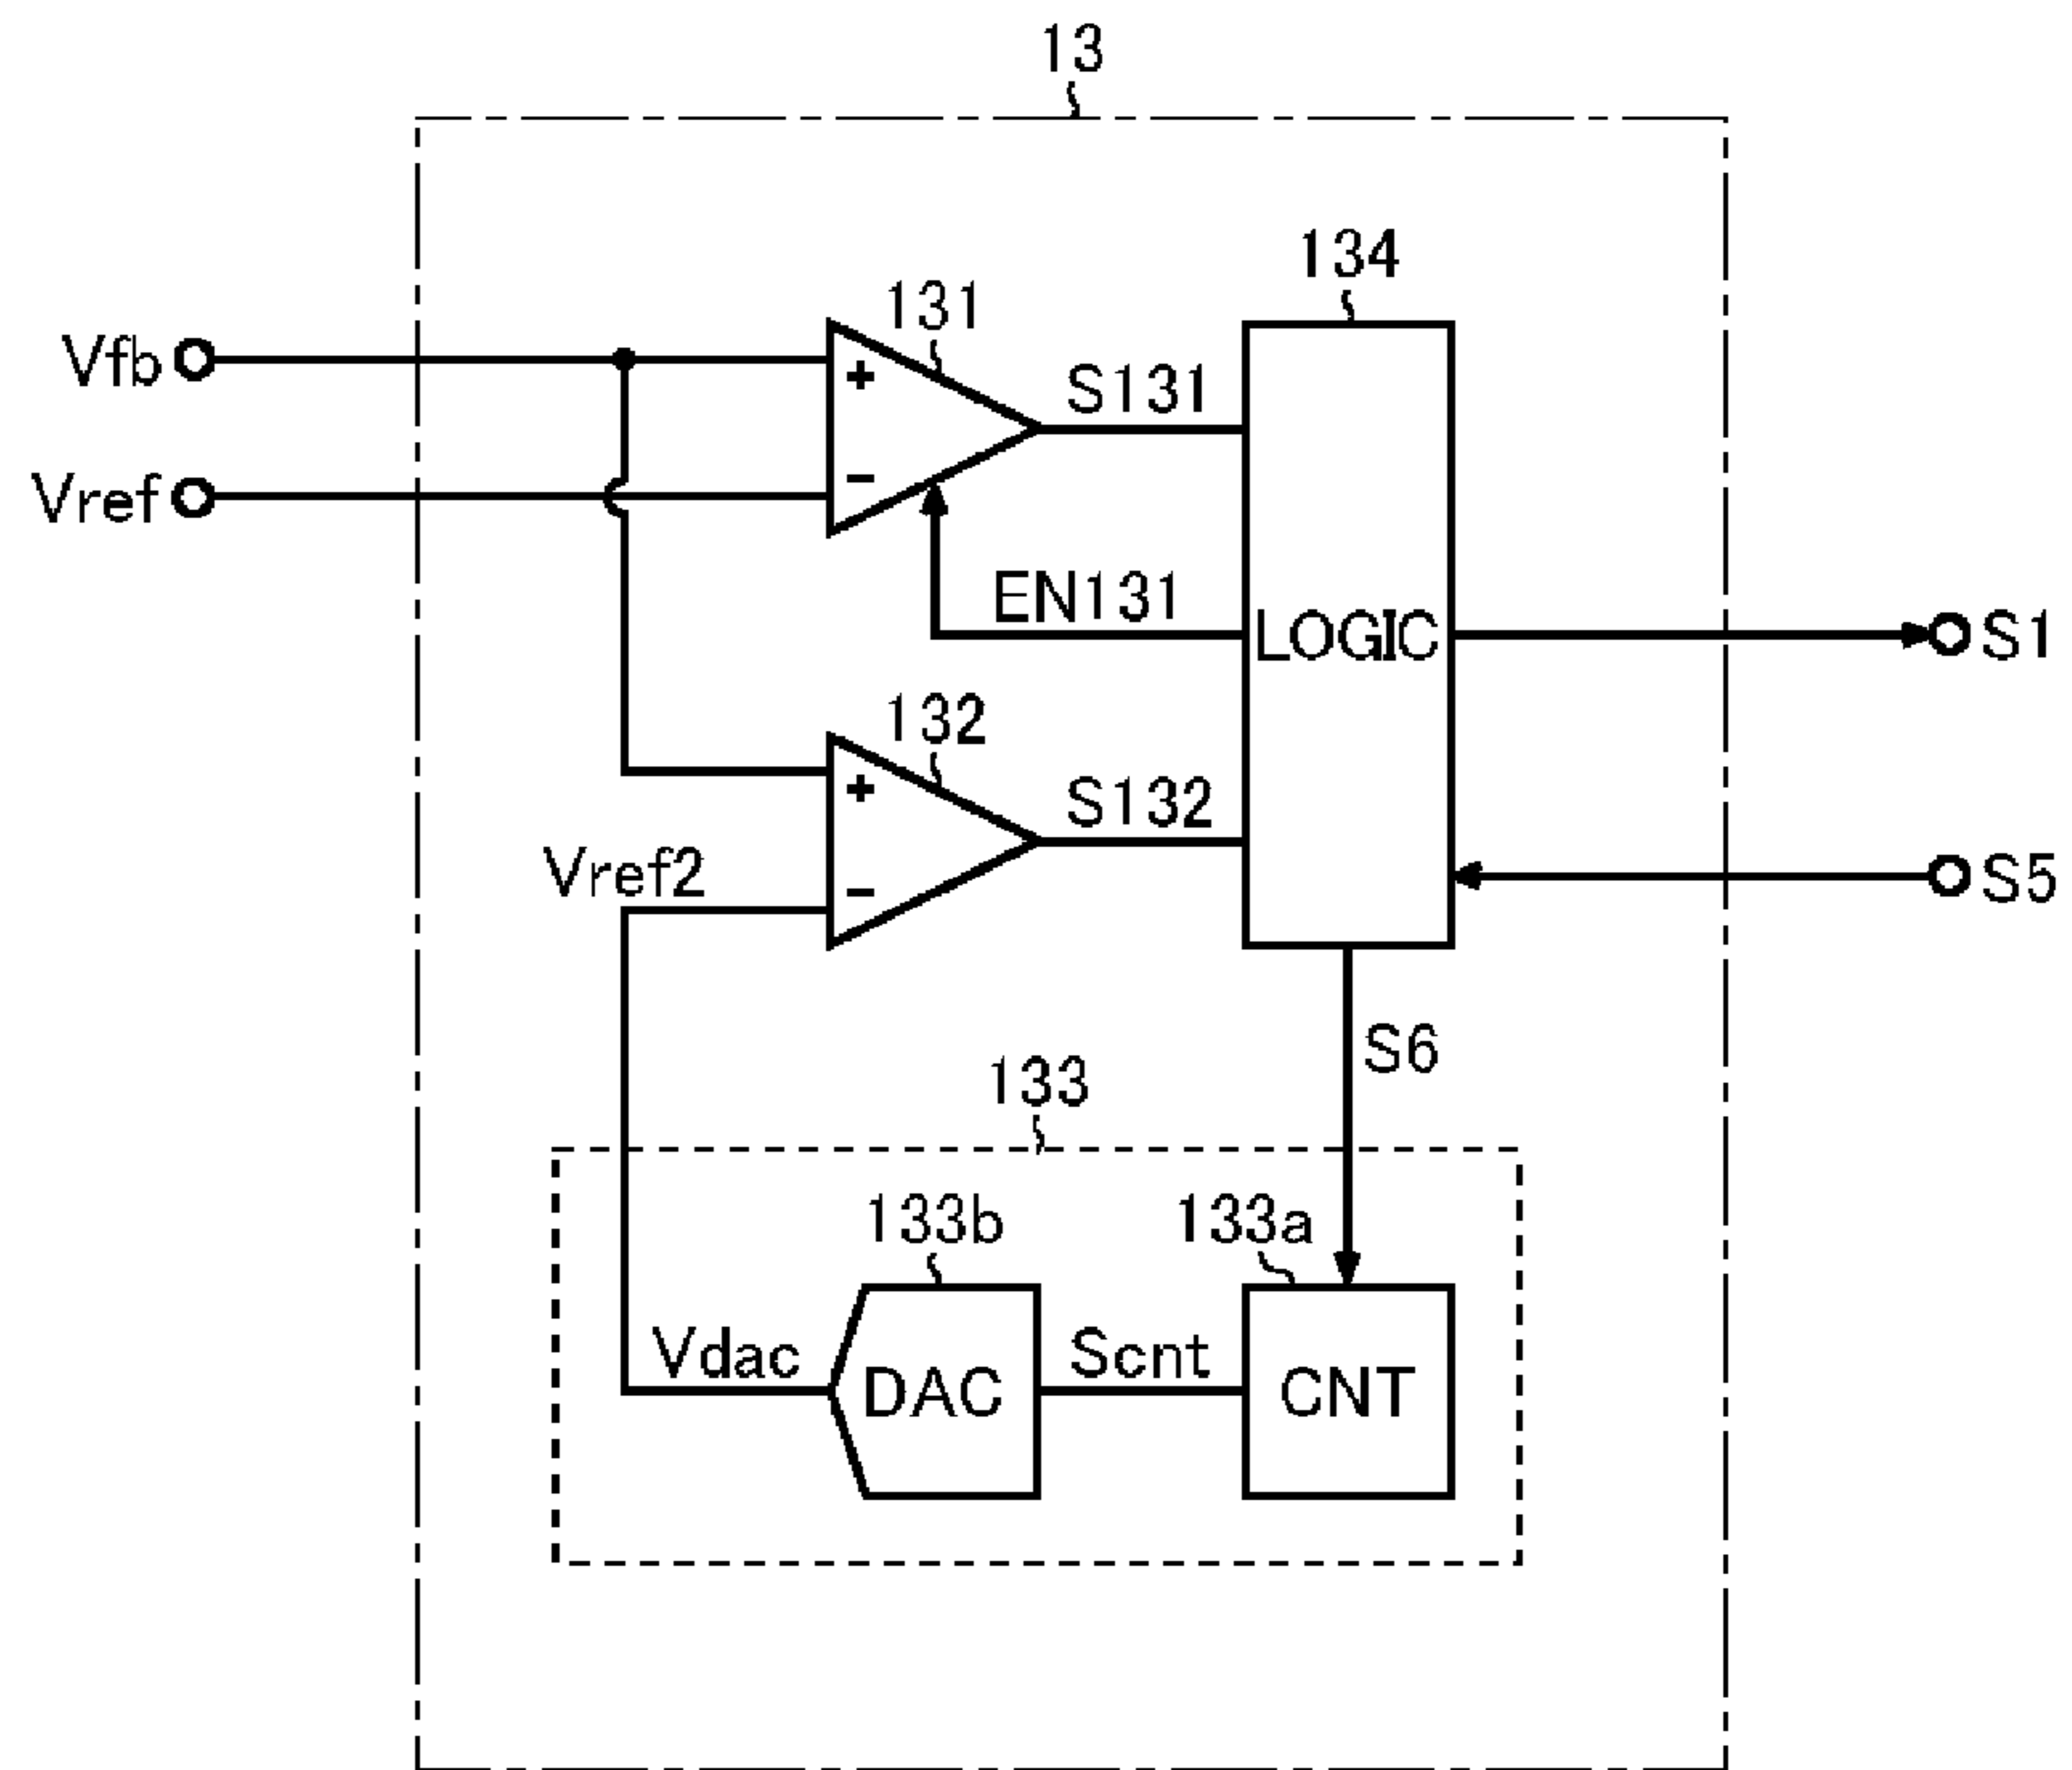 13
134
131
Vfb
+
S131
Vref
−
EN131
LOGIC
S1
132
+
S132
Vref2
−
S5
S6
133
133b
133a
Vdac
DAC
Scnt
CNT